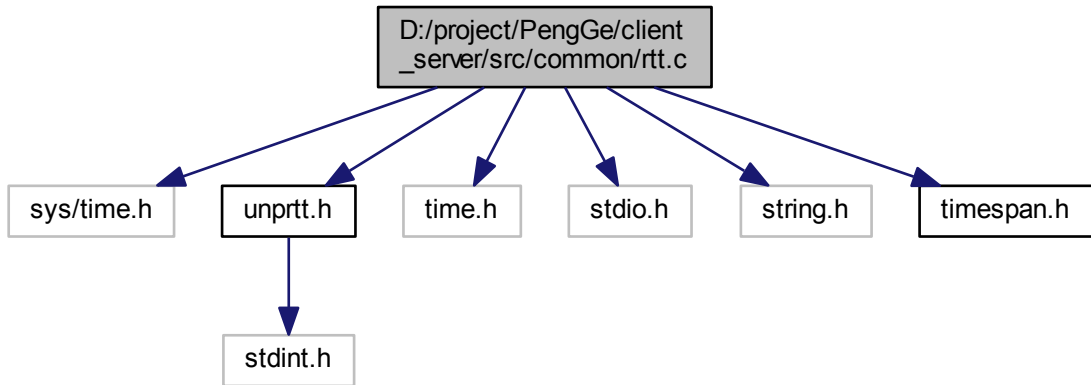 D:/project/PengGe/client
_server/src/common/rtt.c
sys/time.h
unprtt.h
time.h
stdio.h
string.h
timespan.h
stdint.h